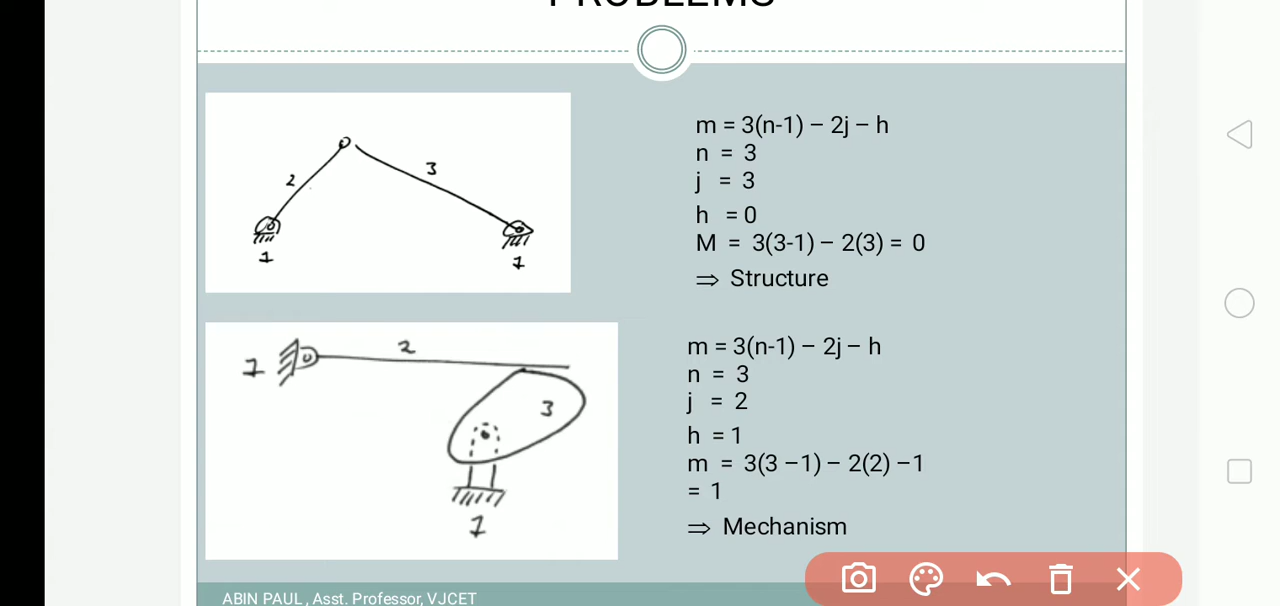 PROBLEMS
2
3
1
1
m = 3(n-1) – 2j – h
n = 3
j = 3
h = 0
M = 3(3-1) – 2(3) = 0
⇒ Structure
1
2
3
1
m = 3(n-1) – 2j – h
n = 3
j = 2
h = 1
m = 3(3 –1) – 2(2) –1
= 1
⇒ Mechanism
ABIN PAUL , Asst. Professor, VJCET